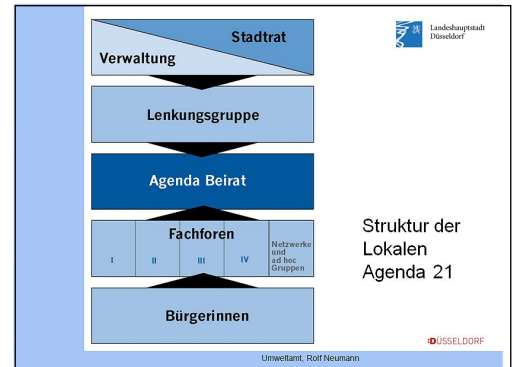 Stadtrat
Verwaltung
Lenkungsgruppe
Agenda Beirat
Fachforen
I
II
III
IV
Netzwerke
und
ad hoc
Gruppen
Bürgerinnen
Landeshauptstadt
Düsseldorf
Struktur der
Lokalen
Agenda 21
:DÜSSELDORF
Umweltamt, Rolf Neumann